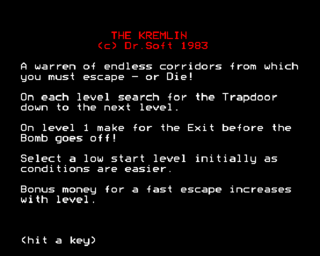 THE KREMLIN
(c) Dr.Soft 1983
A warren of endless corridors from which
you must escape - or Die!
On each level search for the Trapdoor
down to the next level.
On level 1 make for the Exit before the
Bomb goes off!
Select a low start level initially as
conditions are easier.
Bonus money for a fast escape increases
with level.
(hit a key)